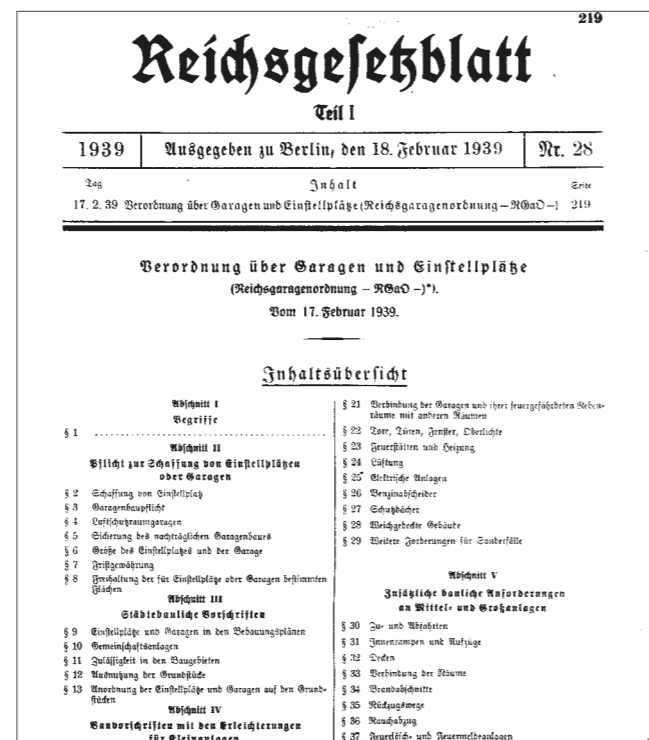 219
Reichsgesetzblatt
Teil I
1939 Ausgegeben zu Berlin, den 18. Februar 1939 Nr. 28
Tag Inhalt Seite
17. 2. 39 Verordnung über Garagen und Einstellplätze (Reichsgaragenordnung – RGaO –) 219
Verordnung über Garagen und Einstellplätze
(Reichsgaragenordnung – RGaO –)*).
Vom 17. Februar 1939.
Inhaltsübersicht
Abschnitt I
Begriffe
§ 1
Abschnitt II
Pflicht zur Schaffung von Einstellplätzen
oder Garagen
§ 2 Schaffung von Einstellplatz
§ 3 Garagenbaupflicht
§ 4 Luftschutzraumgaragen
§ 5 Sicherung des nachträglichen Garagenbaues
§ 6 Größe des Einstellplatzes und der Garage
§ 7 Fristgewährung
§ 8 Freihaltung der für Einstellplätze oder Garagen bestimmten
Flächen
Abschnitt III
Städtebauliche Vorschriften
§ 9 Einstellplätze und Garagen in den Bebauungsplänen
§ 10 Gemeinschaftsanlagen
§ 11 Zulässigkeit in den Baugebieten
§ 12 Ausnutzung der Grundstücke
§ 13 Anordnung der Einstellplätze und Garagen auf den Grund-
stücken
Abschnitt IV
Bauvorschriften mit den Erleichterungen
für Kleinanlagen
§ 21 Verbindung der Garagen und ihrer feuergefährdeten Neben-
räume mit anderen Räumen
§ 22 Tore, Türen, Fenster, Oberlichte
§ 23 Feuerstätten und Heizung
§ 24 Lüftung
§ 25 Elektrische Anlagen
§ 26 Benzinabscheider
§ 27 Schutzdächer
§ 28 Weichgedeckte Gebäude
§ 29 Weitere Forderungen für Sonderfälle
Abschnitt V
Zusätzliche bauliche Anforderungen
an Mittel- und Großanlagen
§ 30 Zu- und Abfahrten
§ 31 Innenrampen und Aufzüge
§ 32 Decken
§ 33 Verbindung der Räume
§ 34 Brandabschnitte
§ 35 Rückzugswege
§ 36 Rauchabzug
§ 37 Feuerlösch- und Feuermeldeanlagen